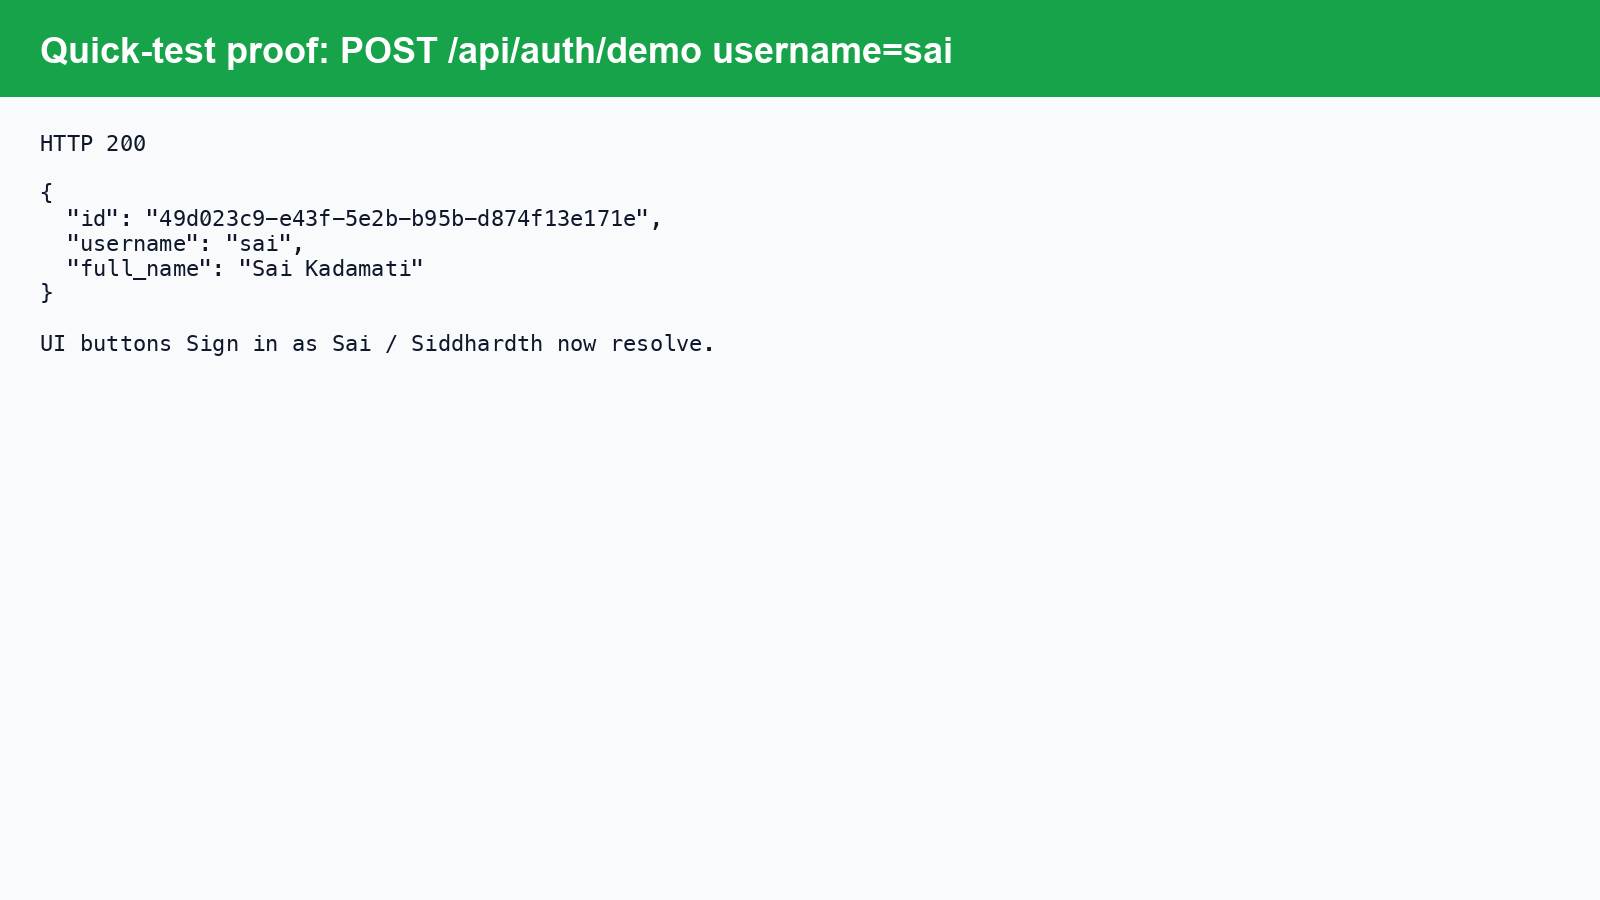 Quick-test proof: POST /api/auth/demo username=sai
HTTP 200
{
  "id": "49d023c9-e43f-5e2b-b95b-d874f13e171e",
  "username": "sai",
  "full_name": "Sai Kadamati"
}
UI buttons Sign in as Sai / Siddhardth now resolve.